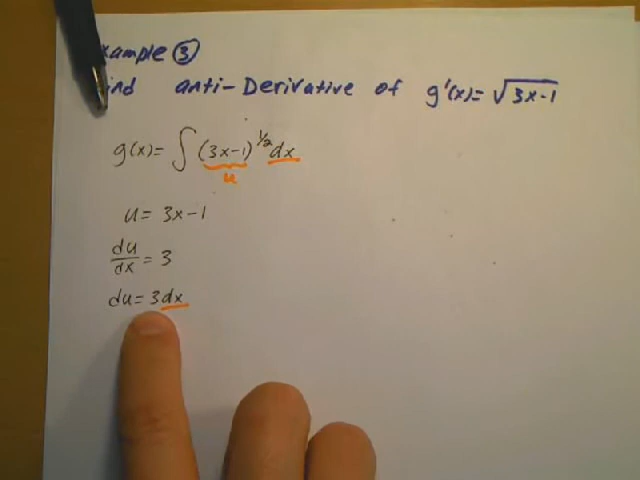 xample ③
ind anti-Derivative of g'(x)= √3x-1
g(x)= ∫ (3x-1)^1/2 dx
u
u= 3x-1
du/dx = 3
du= 3dx